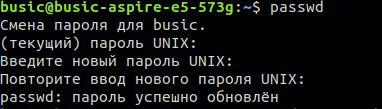 busic@busic-aspire-e5-573g:~$ passwd
Смена пароля для busic.
(текущий) пароль UNIX:
Введите новый пароль UNIX:
Повторите ввод нового пароля UNIX:
passwd: пароль успешно обновлён